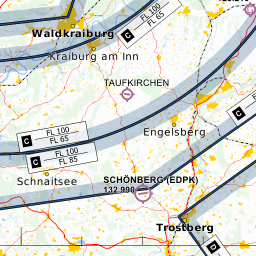 Waldkraiburg
Kraiburg am Inn
C FL 100
FL 65
TAUFKIRCHEN
C
Engelsberg
C FL 100
FL 65
C FL 100
FL 85
Schnaitsee
SCHÖNBERG (EDPK)
132.990
Trostberg
D